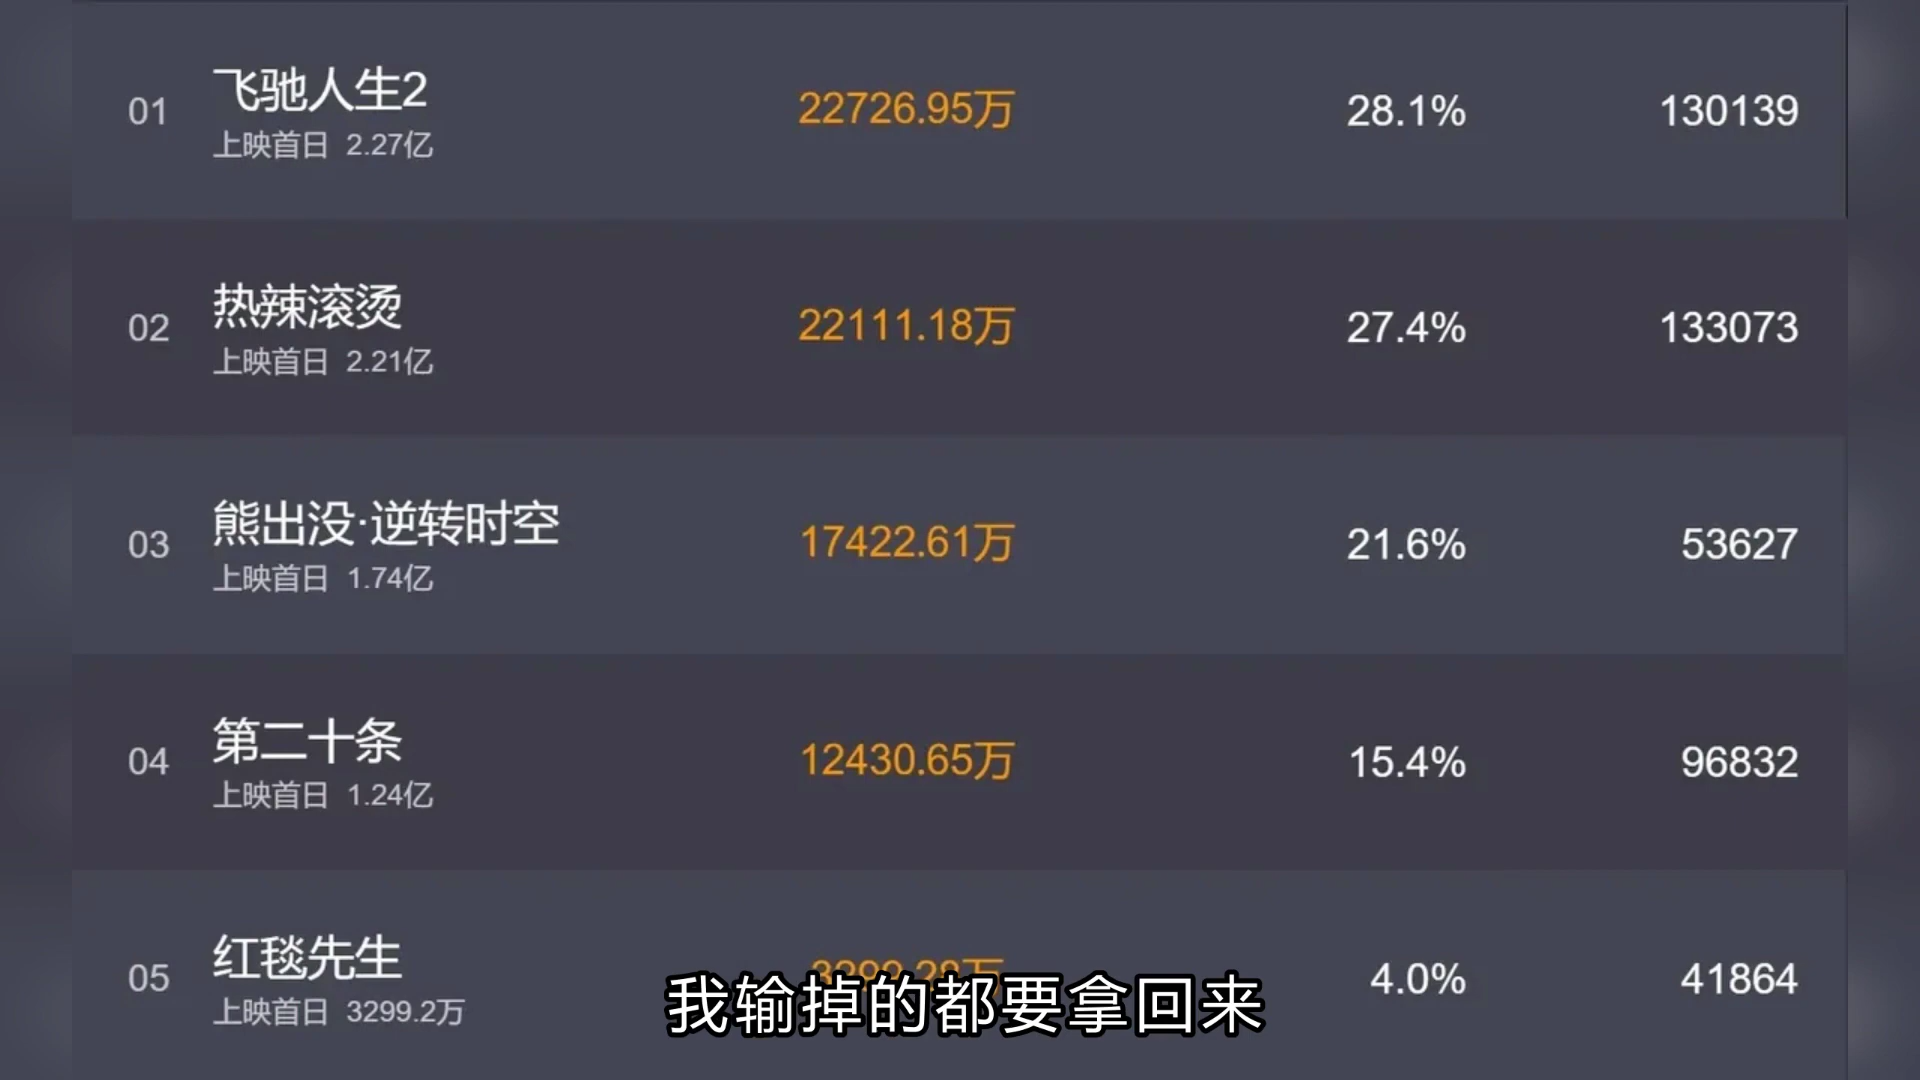 01 飞驰人生2 22726.95万 28.1% 130139
上映首日 2.27亿
02 热辣滚烫 22111.18万 27.4% 133073
上映首日 2.21亿
03 熊出没·逆转时空 17422.61万 21.6% 53627
上映首日 1.74亿
04 第二十条 12430.65万 15.4% 96832
上映首日 1.24亿
05 红毯先生 3299.28万 4.0% 41864
上映首日 3299.2万
我输掉的都要拿回来